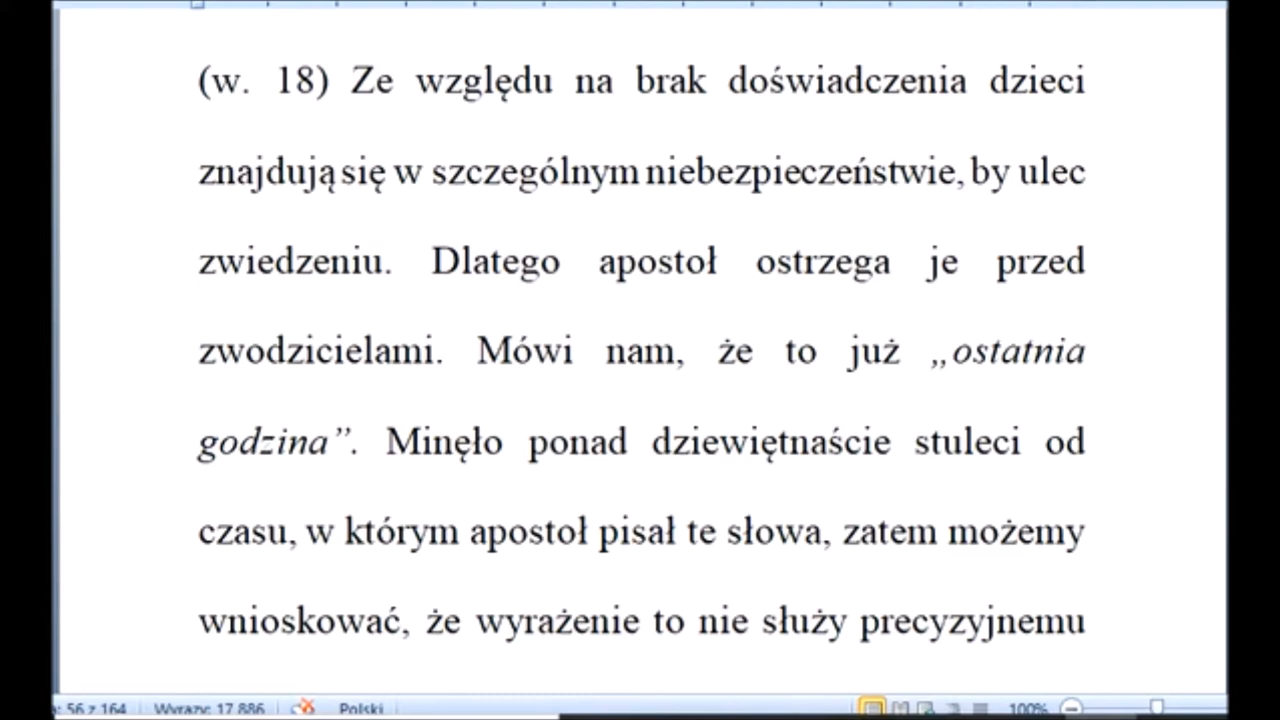 (w. 18) Ze względu na brak doświadczenia dzieci
znajdują się w szczególnym niebezpieczeństwie, by ulec
zwiedzeniu. Dlatego apostoł ostrzega je przed
zwodzicielami. Mówi nam, że to już „ostatnia
godzina”. Minęło ponad dziewiętnaście stuleci od
czasu, w którym apostoł pisał te słowa, zatem możemy
wnioskować, że wyrażenie to nie służy precyzyjnemu
56 z 164 Wyrazy: 17 886 Polski 100%